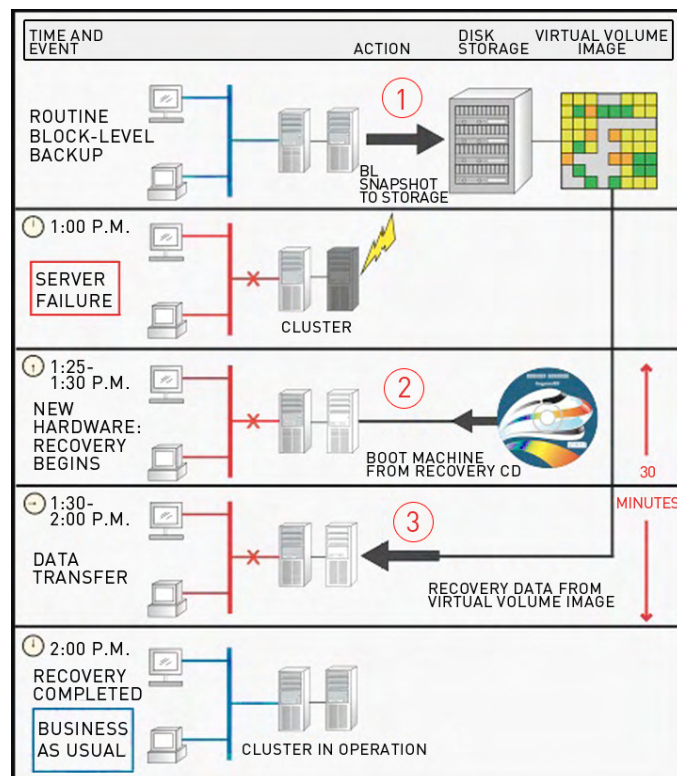 TIME AND
EVENT
ACTION
DISK
STORAGE
VIRTUAL VOLUME
IMAGE
ROUTINE
BLOCK-LEVEL
BACKUP
1
BL
SNAPSHOT
TO STORAGE
1:00 P.M.
SERVER
FAILURE
CLUSTER
1:25-
1:30 P.M.
NEW
HARDWARE:
RECOVERY
BEGINS
2
BOOT MACHINE
FROM RECOVERY CD
30
MINUTES
1:30-
2:00 P.M.
DATA
TRANSFER
3
RECOVERY DATA FROM
VIRTUAL VOLUME IMAGE
2:00 P.M.
RECOVERY
COMPLETED
BUSINESS
AS USUAL
CLUSTER IN OPERATION